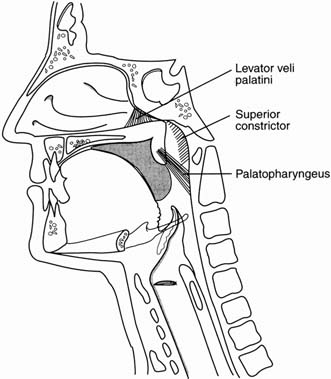 Levator veli
palatini
Superior
constrictor
Palatopharyngeus